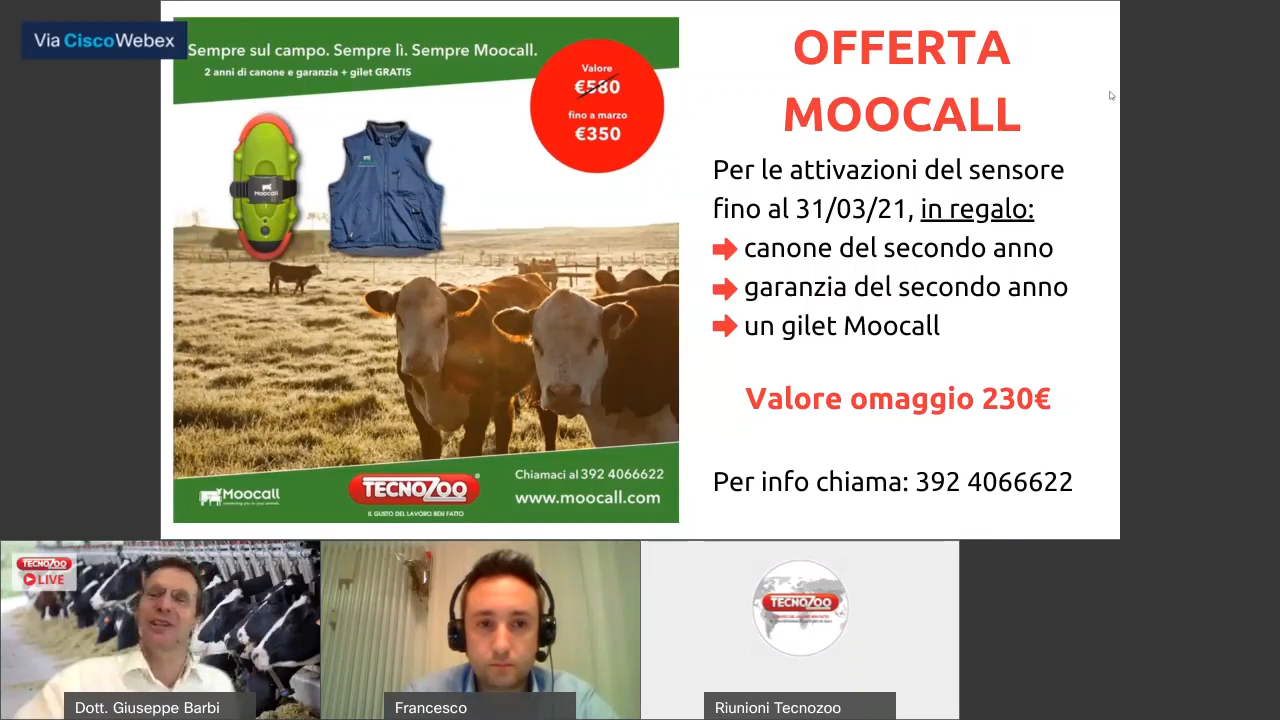 Via CiscoWebex
Sempre sul campo. Sempre lì. Sempre Moocall.
2 anni di canone e garanzia + gilet GRATIS
Valore
€580
fino a marzo
€350
Moocall
Chiamaci al 392 4066622
www.moocall.com
Moocall
TECNOZOO
IL GUSTO DEL LAVORO BEN FATTO
OFFERTA
MOOCALL
Per le attivazioni del sensore
fino al 31/03/21, in regalo:
canone del secondo anno
garanzia del secondo anno
un gilet Moocall
Valore omaggio 230€
Per info chiama: 392 4066622
TECNOZOO
LIVE
Dott. Giuseppe Barbi
Francesco
TECNOZOO
Riunioni Tecnozoo